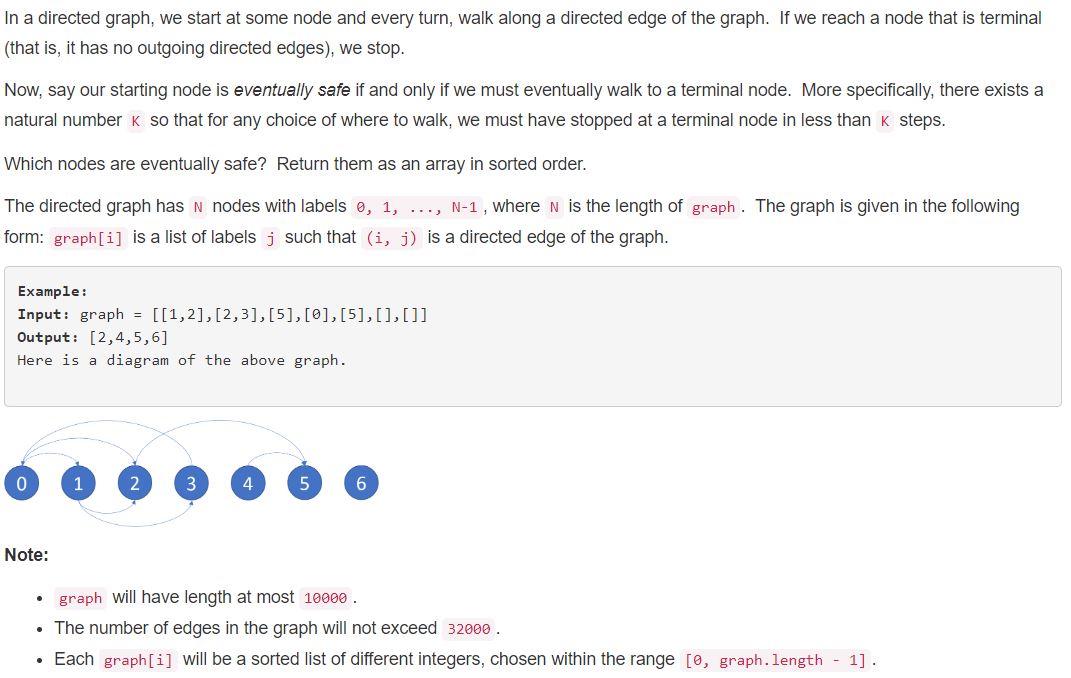 In a directed graph, we start at some node and every turn, walk along a directed edge of the graph.  If we reach a node that is terminal
(that is, it has no outgoing directed edges), we stop.
Now, say our starting node is eventually safe if and only if we must eventually walk to a terminal node.  More specifically, there exists a
natural number K so that for any choice of where to walk, we must have stopped at a terminal node in less than K steps.
Which nodes are eventually safe?  Return them as an array in sorted order.
The directed graph has N nodes with labels 0, 1, ..., N-1, where N is the length of graph.  The graph is given in the following
form: graph[i] is a list of labels j such that (i, j) is a directed edge of the graph.
Example:
Input: graph = [[1,2],[2,3],[5],[0],[5],[],[]]
Output: [2,4,5,6]
Here is a diagram of the above graph.
0 1 2 3 4 5 6
Note:
• graph will have length at most 10000.
• The number of edges in the graph will not exceed 32000.
• Each graph[i] will be a sorted list of different integers, chosen within the range [0, graph.length - 1].